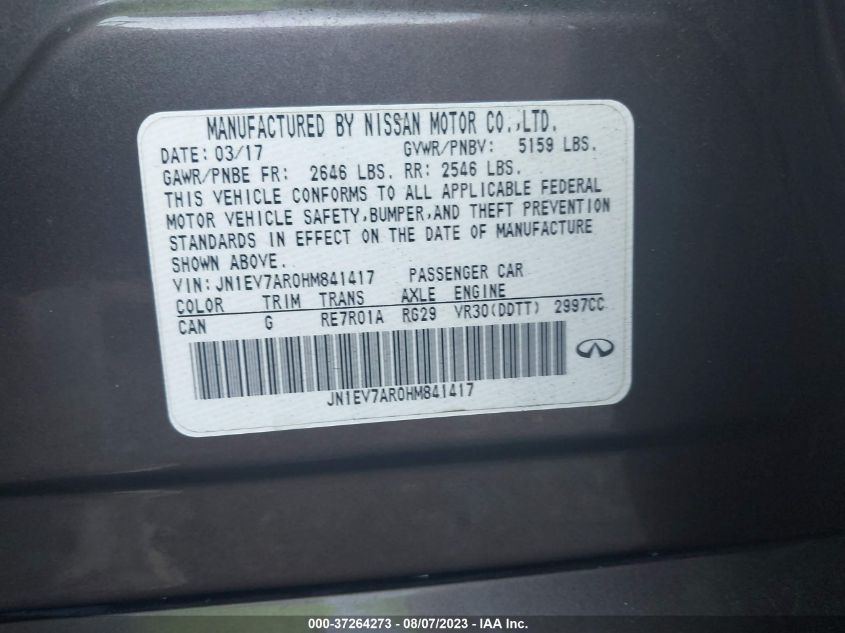 MANUFACTURED BY NISSAN MOTOR CO.,LTD.
DATE: 03/17 GVWR/PNBV: 5159 LBS.
GAWR/PNBE FR: 2646 LBS. RR: 2546 LBS.
THIS VEHICLE CONFORMS TO ALL APPLICABLE FEDERAL
MOTOR VEHICLE SAFETY,BUMPER,AND THEFT PREVENTION
STANDARDS IN EFFECT ON THE DATE OF MANUFACTURE
SHOWN ABOVE.
VIN:JN1EV7AR0HM841417 PASSENGER CAR
COLOR TRIM TRANS AXLE ENGINE
CAN G RE7R01A RG29 VR30(DDTT) 2997CC
JN1EV7AR0HM841417
000-37264273 - 08/07/2023 - IAA Inc.